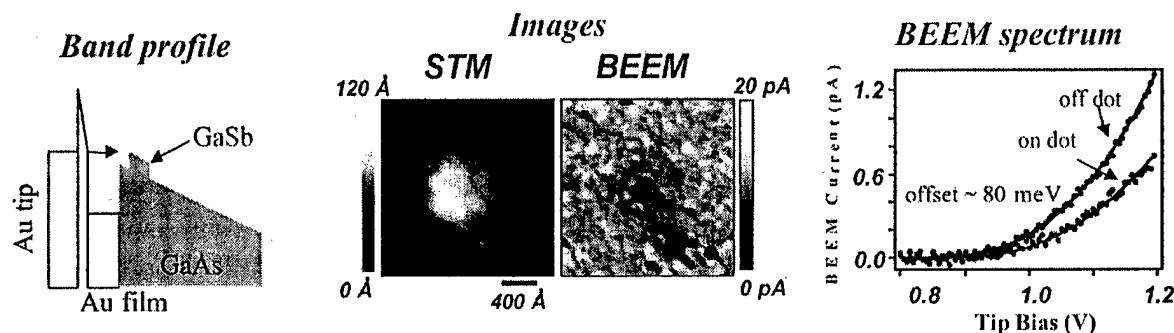 Band profile
Au tip
GaSb
GaAs
Au film
Images
STM
BEEM
120 Å
0 Å
400 Å
20 pA
0 pA
BEEM spectrum
BEEM Current (pA)
1.2
0.6
0.0
off dot
on dot
offset ~ 80 meV
0.8
1.0
1.2
Tip Bias (V)